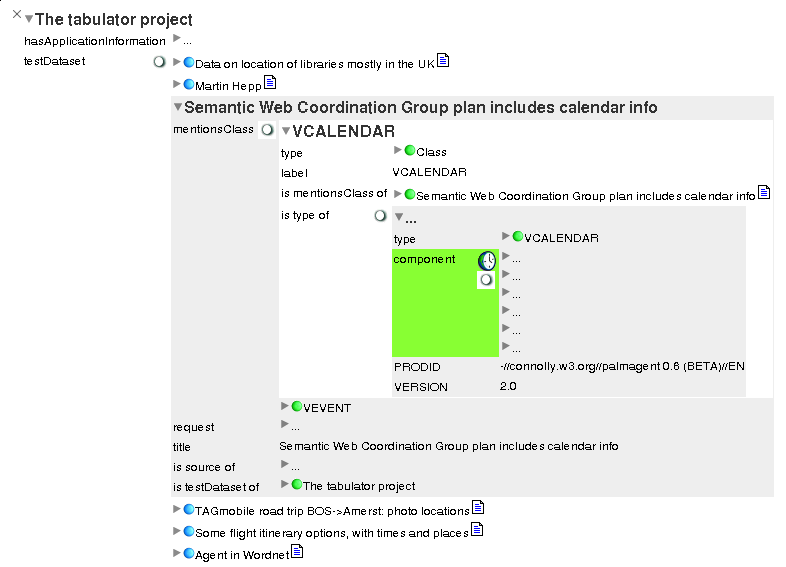 The tabulator project
hasApplicationInformation ...
testDataset Data on location of libraries mostly in the UK
Martin Hepp
Semantic Web Coordination Group plan includes calendar info
mentionsClass VCALENDAR
type Class
label VCALENDAR
is mentionsClass of Semantic Web Coordination Group plan includes calendar info
is type of ...
type VCALENDAR
component ...
...
...
...
...
...
PRODID -//connolly.w3.org//palmagent 0.6 (BETA)//EN
VERSION 2.0
VEVENT
request ...
title Semantic Web Coordination Group plan includes calendar info
is source of ...
is testDataset of The tabulator project
TAGmobile road trip BOS->Amerst: photo locations
Some flight itinerary options, with times and places
Agent in Wordnet